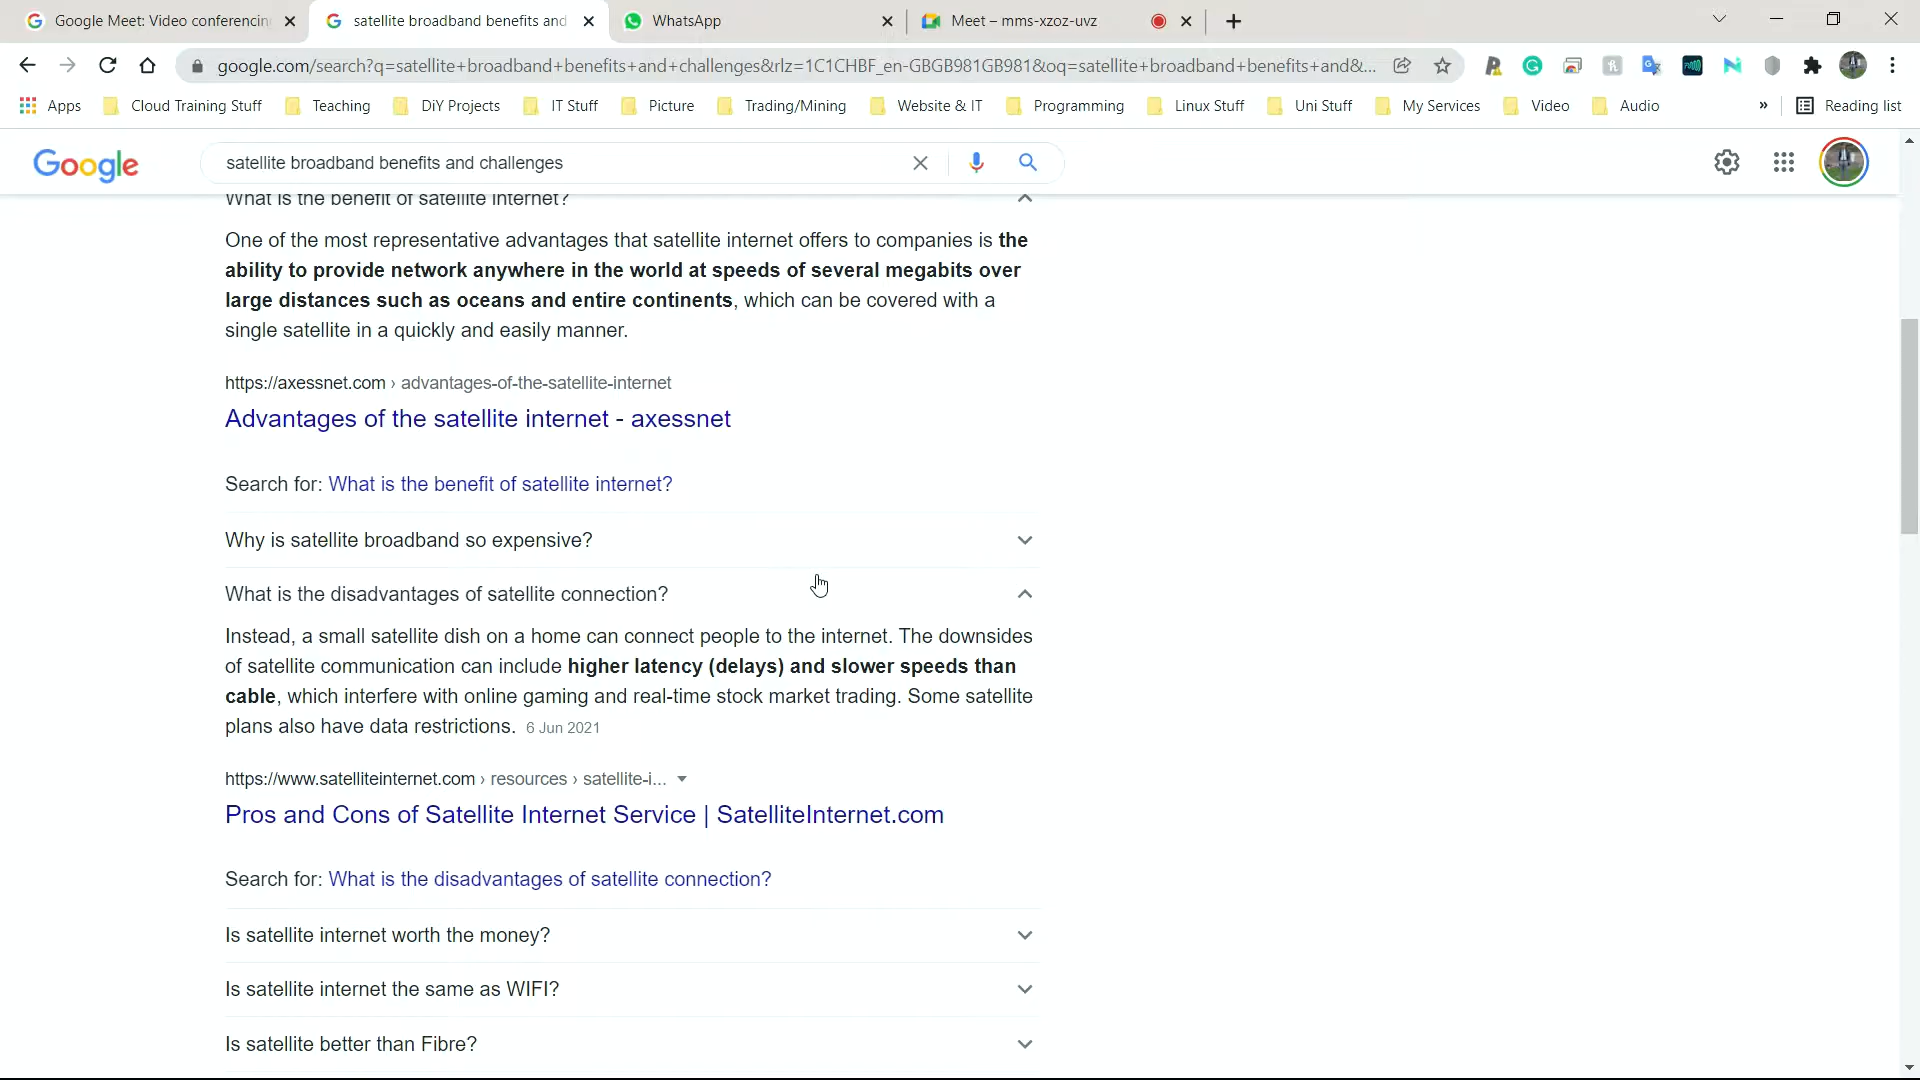 Google Meet: Video conferencin
satellite broadband benefits and
WhatsApp
Meet – mms-xzoz-uvz
google.com/search?q=satellite+broadband+benefits+and+challenges&rlz=1C1CHBF_en-GBGB981GB981&oq=satellite+broadband+benefits+and&...
Apps
Cloud Training Stuff
Teaching
DiY Projects
IT Stuff
Picture
Trading/Mining
Website & IT
Programming
Linux Stuff
Uni Stuff
My Services
Video
Audio
»
Reading list
Google
satellite broadband benefits and challenges
What is the benefit of satellite internet?
One of the most representative advantages that satellite internet offers to companies is the
ability to provide network anywhere in the world at speeds of several megabits over
large distances such as oceans and entire continents, which can be covered with a
single satellite in a quickly and easily manner.
https://axessnet.com › advantages-of-the-satellite-internet
Advantages of the satellite internet - axessnet
Search for: What is the benefit of satellite internet?
Why is satellite broadband so expensive?
What is the disadvantages of satellite connection?
Instead, a small satellite dish on a home can connect people to the internet. The downsides
of satellite communication can include higher latency (delays) and slower speeds than
cable, which interfere with online gaming and real-time stock market trading. Some satellite
plans also have data restrictions. 6 Jun 2021
https://www.satelliteinternet.com › resources › satellite-i...
Pros and Cons of Satellite Internet Service | SatelliteInternet.com
Search for: What is the disadvantages of satellite connection?
Is satellite internet worth the money?
Is satellite internet the same as WIFI?
Is satellite better than Fibre?